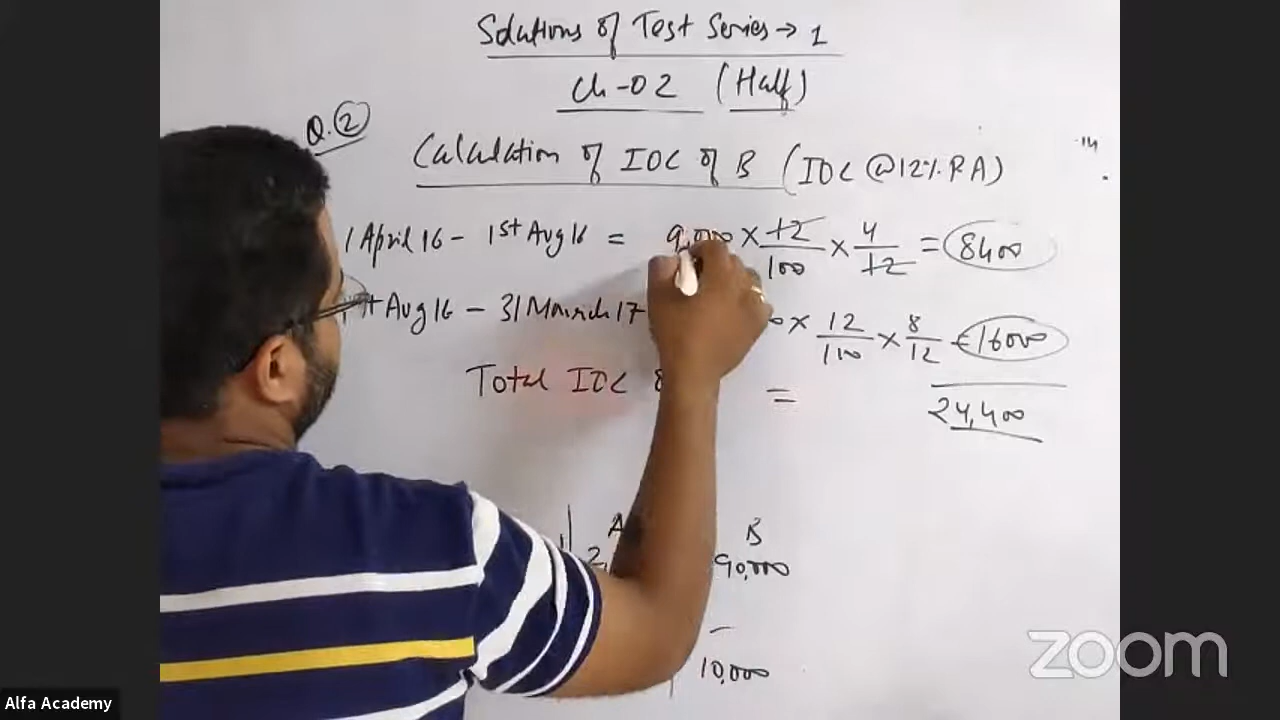 Solutions of Test Series → 1
Ch-02 (Half)
Q. ②
Calculation of IOC of B (IOC @12% P.A)
1 April 16 - 1st Aug 16 = × 12/100 × 4/12 = 8400
Aug 16 - 31 March 17 × 12/100 × 8/12 = 16000
Total IOC =
24,400
B
90,000
-
10,000
zoom
Alfa Academy